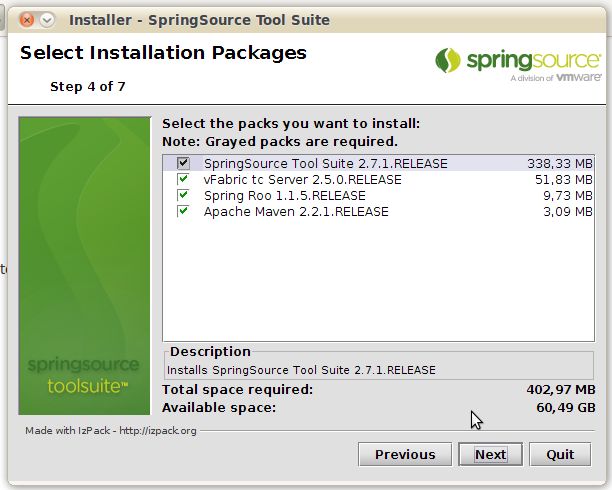 Installer - SpringSource Tool Suite
Select Installation Packages
Step 4 of 7
springsource
A division of vmware
Select the packs you want to install:
Note: Grayed packs are required.
SpringSource Tool Suite 2.7.1.RELEASE 338,33 MB
vFabric tc Server 2.5.0.RELEASE 51,83 MB
Spring Roo 1.1.5.RELEASE 9,73 MB
Apache Maven 2.2.1.RELEASE 3,09 MB
springsource
toolsuite™
Description
Installs SpringSource Tool Suite 2.7.1.RELEASE
Total space required: 402,97 MB
Available space: 60,49 GB
Made with IzPack - http://izpack.org
Previous Next Quit